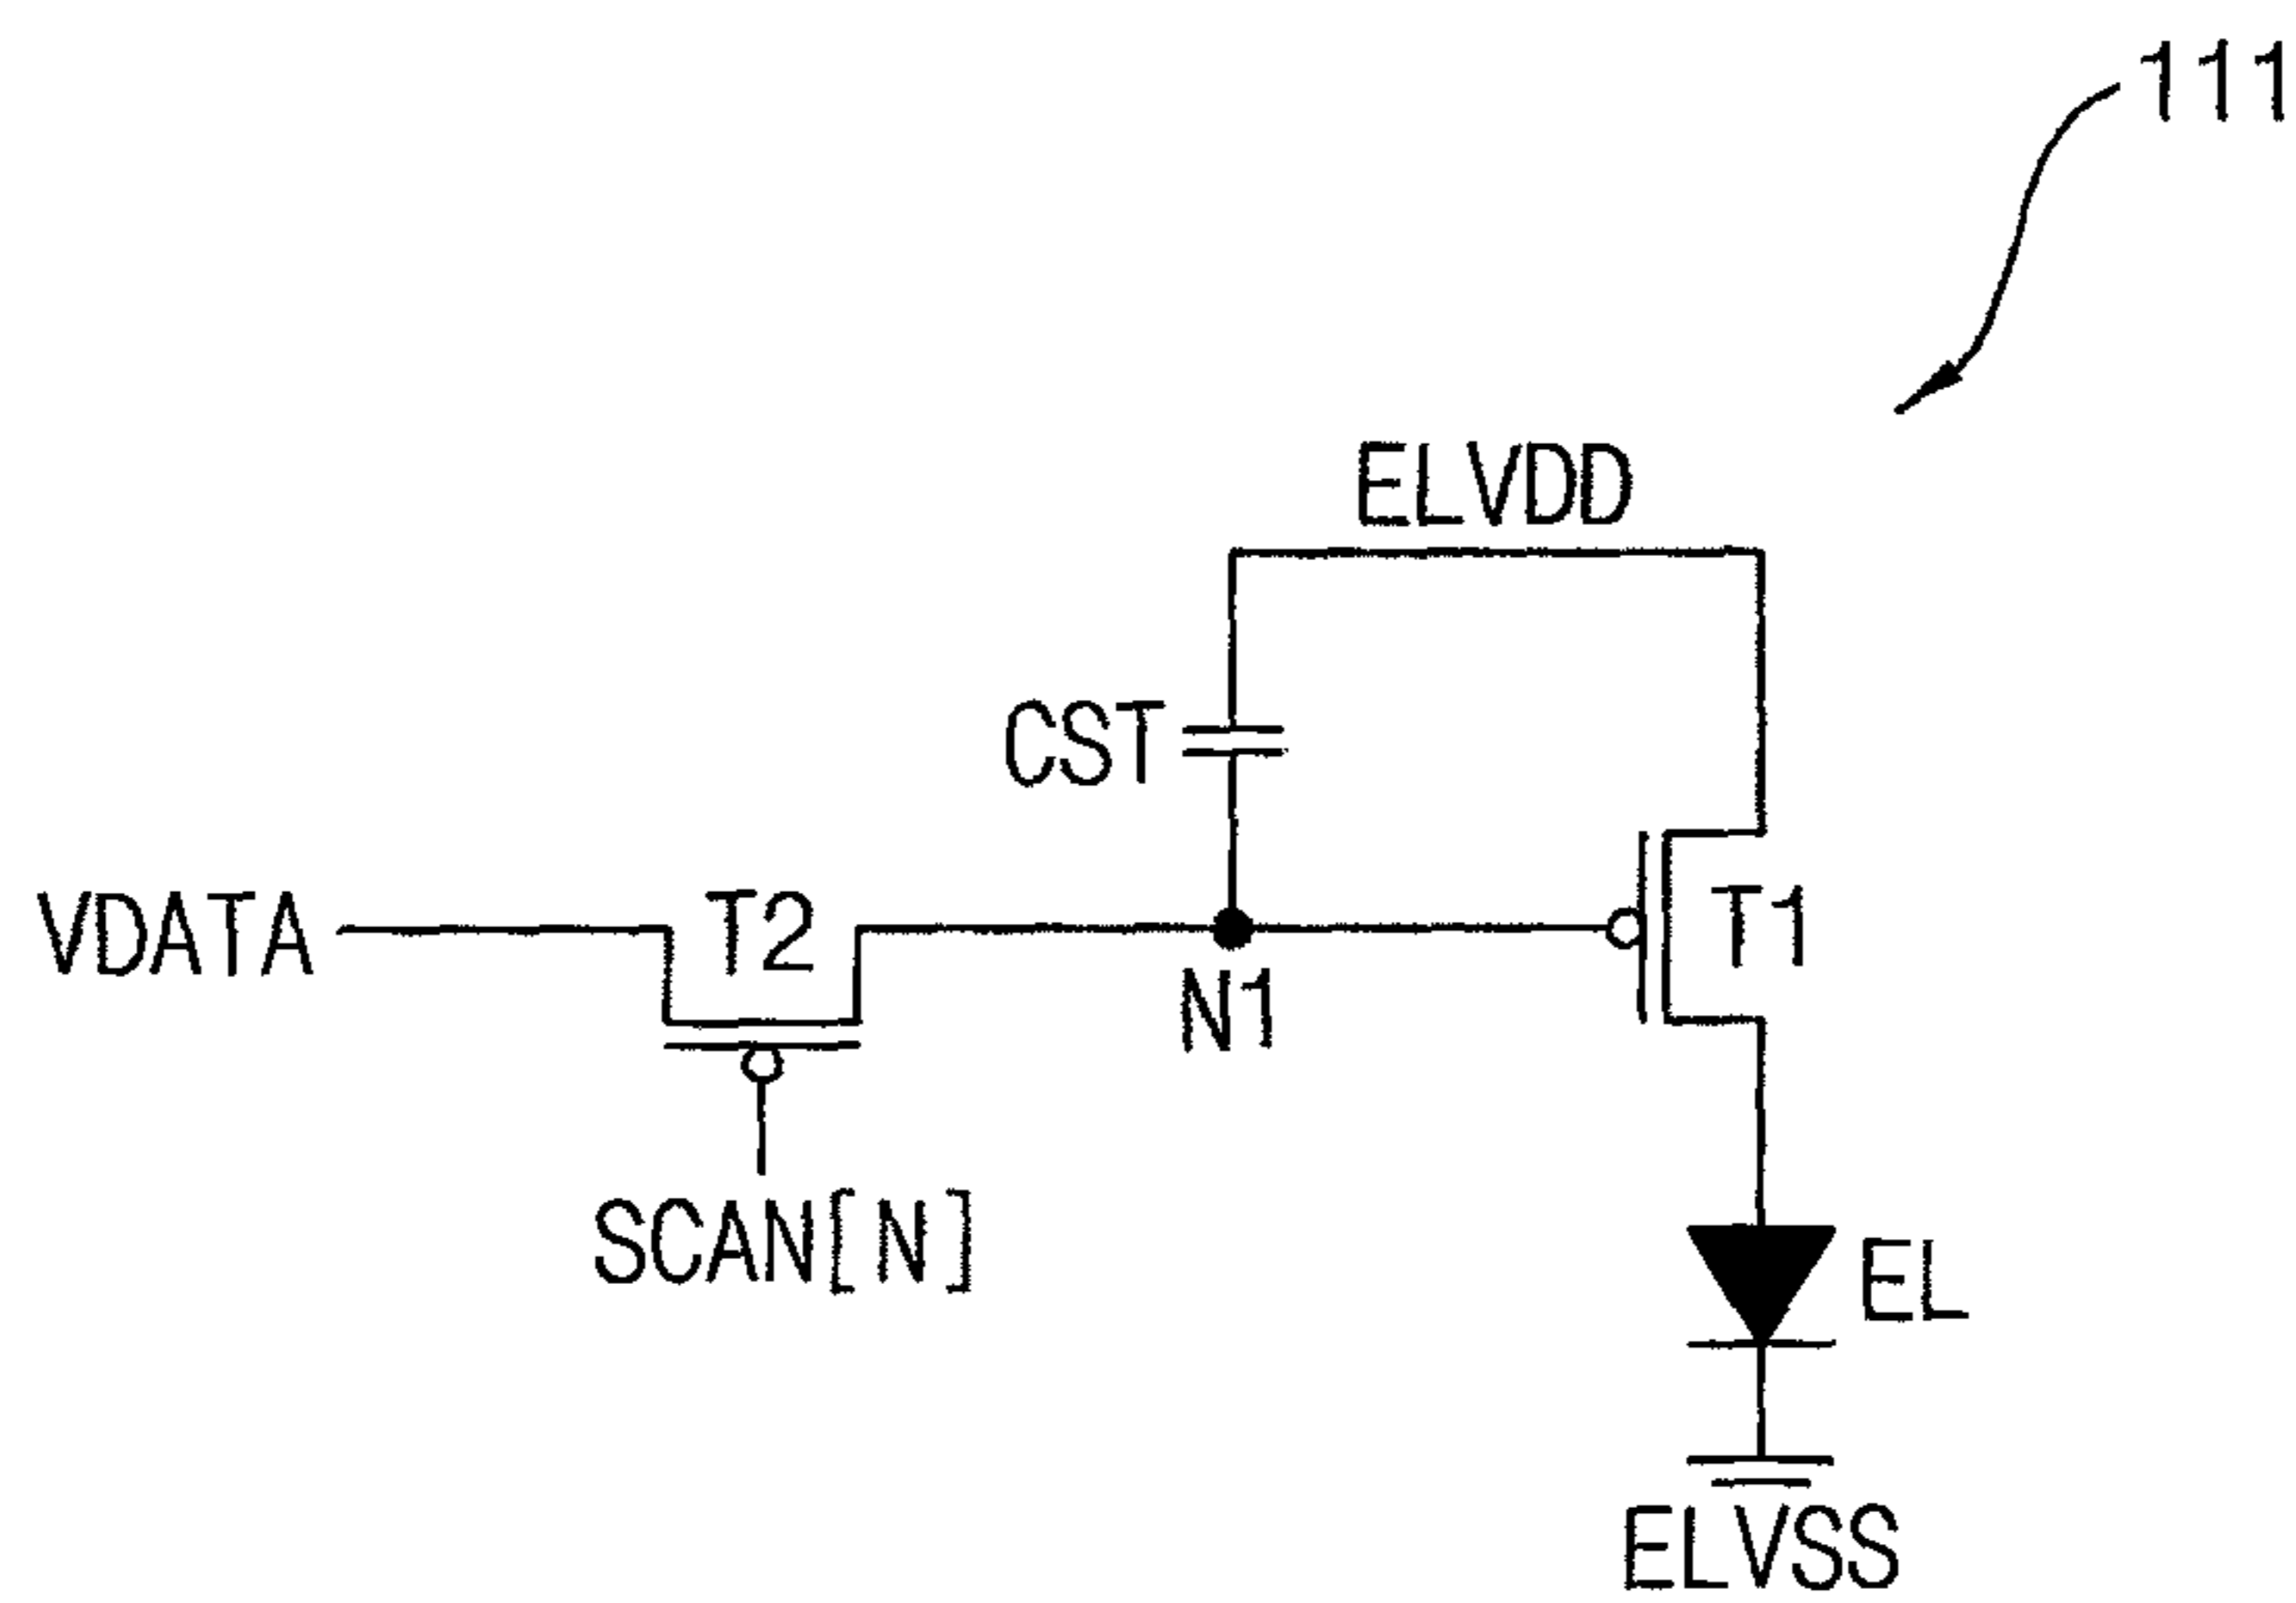 111
ELVDD
CST
VDATA
T2
T1
N1
SCAN[N]
EL
ELVSS